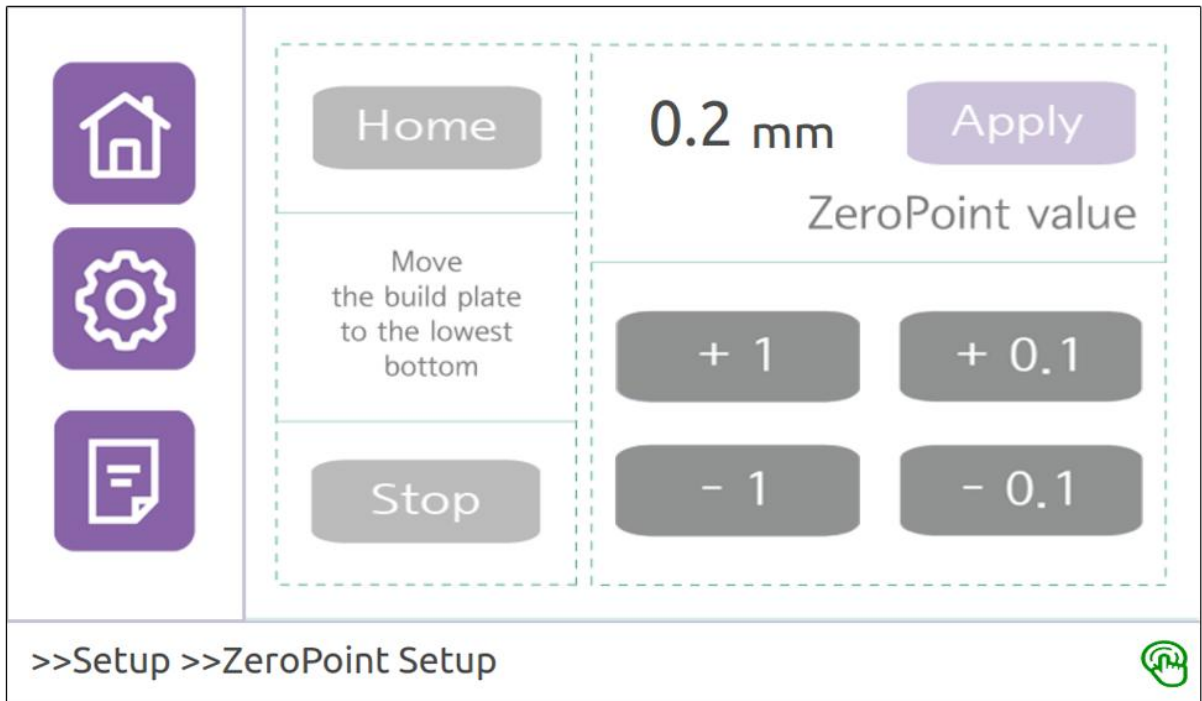 Home
Move
the build plate
to the lowest
bottom
Stop
0.2 mm
Apply
ZeroPoint value
+ 1
+ 0.1
- 1
- 0.1
>>Setup >>ZeroPoint Setup